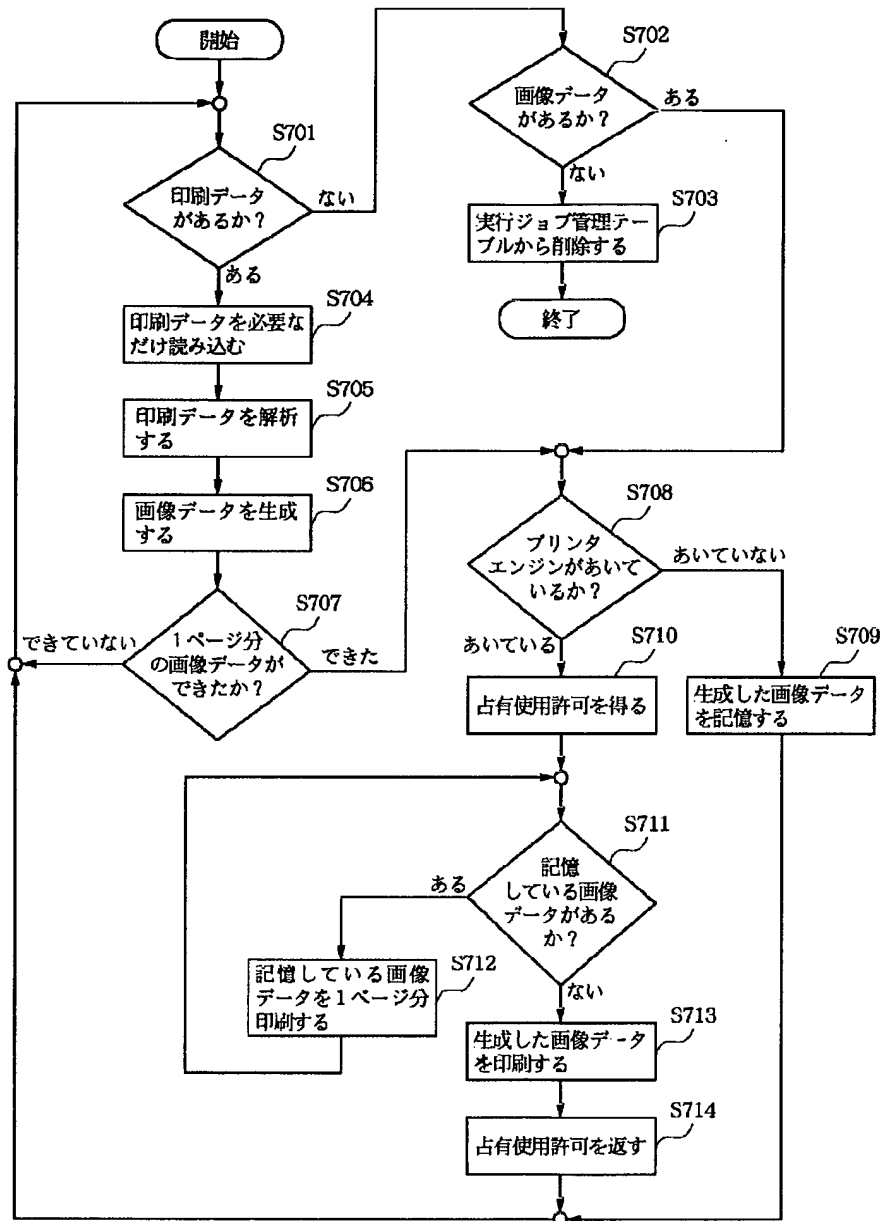 開始
S701
印刷データ
があるか？
ない
ある
S702
画像データ
があるか？
ある
ない
S703
実行ジョブ管理テー
ブルから削除する
終了
S704
印刷データを必要な
だけ読み込む
S705
印刷データを解析
する
S706
画像データを生成
する
S707
１ページ分
の画像データが
できたか？
できていない
できた
S708
プリンタ
エンジンがあいて
いるか？
あいていない
あいている
S709
生成した画像データ
を記憶する
S710
占有使用許可を得る
S711
記憶
している画像
データがある
か？
ある
ない
S712
記憶している画像
データを１ページ分
印刷する
S713
生成した画像データ
を印刷する
S714
占有使用許可を返す